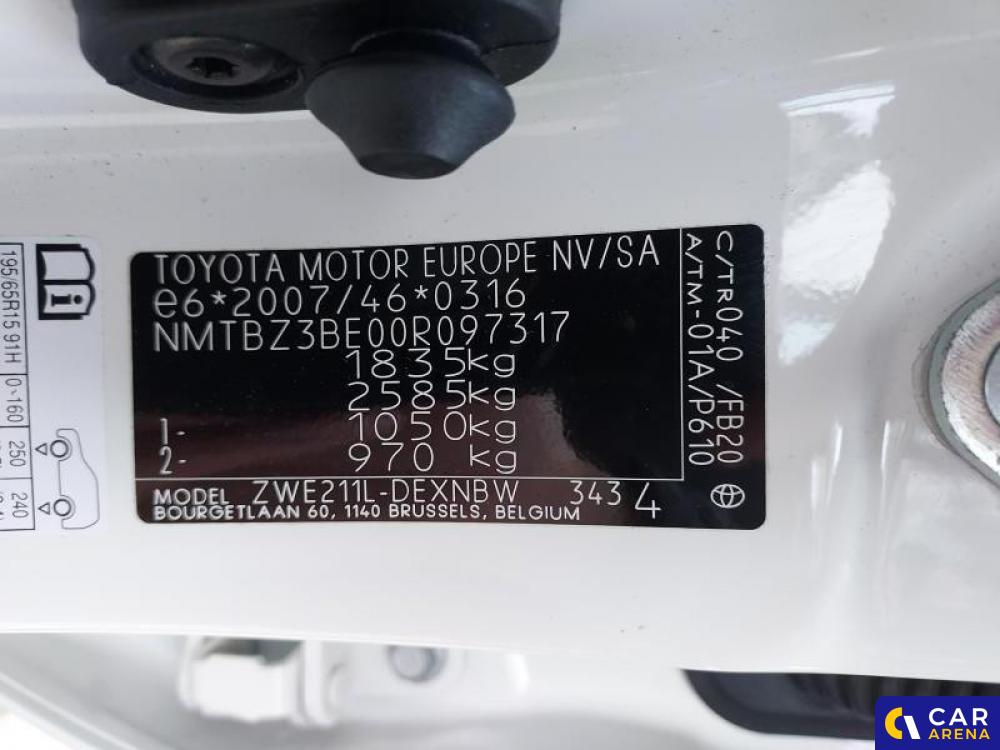 TOYOTA MOTOR EUROPE NV/SA
e6*2007/46*0316
NMTBZ3BE00R097317
1835kg
2585kg
1- 1050kg
2- 970 kg
MODEL ZWE211L-DEXNBW 343 4
BOURGETLAAN 60, 1140 BRUSSELS, BELGIUM
C/TR040 /FB20
A/TM-01A/P610
195/65R15 91H 0~160 250 240
CAR
ARENA